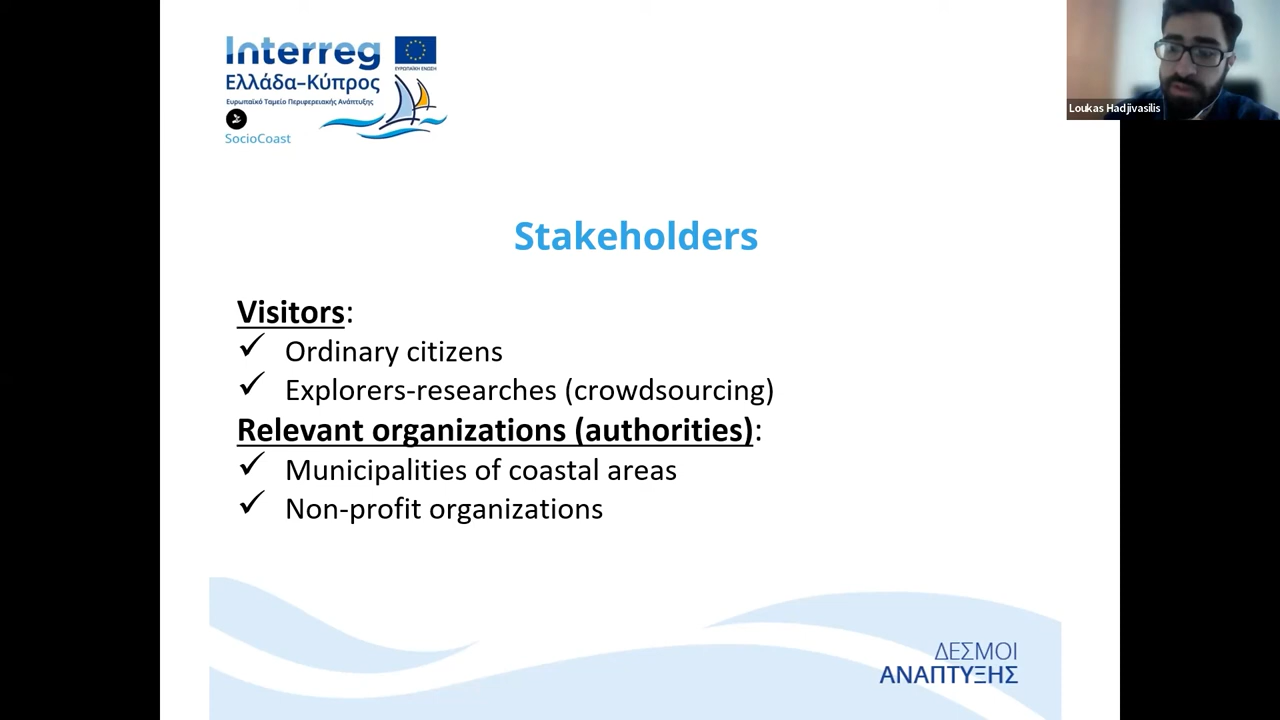 Interreg
ΕΥΡΩΠΑΪΚΗ ΕΝΩΣΗ
Ελλάδα-Κύπρος
Ευρωπαϊκό Ταμείο Περιφερειακής Ανάπτυξης
SocioCoast
Loukas Hadjivasilis
Stakeholders
Visitors:
✓ Ordinary citizens
✓ Explorers-researches (crowdsourcing)
Relevant organizations (authorities):
✓ Municipalities of coastal areas
✓ Non-profit organizations
ΔΕΣΜΟΙ
ΑΝΑΠΤΥΞΗΣ